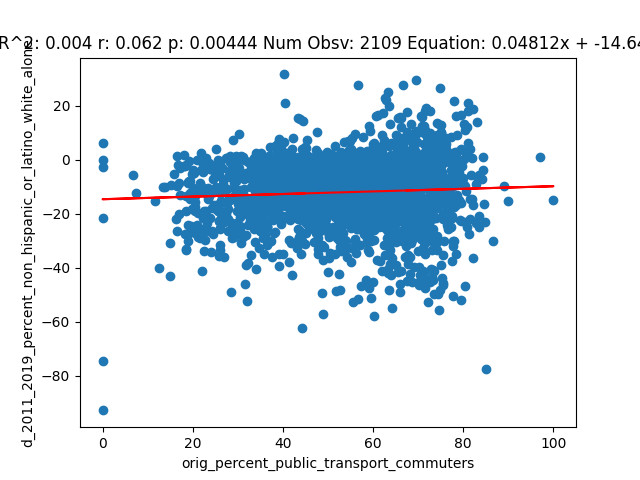 R^2: 0.004 r: 0.062 p: 0.00444 Num Obsv: 2109 Equation: 0.04812x + -14.64
d_2011_2019_percent_non_hispanic_or_latino_white_alone
20
0
−20
−40
−60
−80
0 20 40 60 80 100
orig_percent_public_transport_commuters